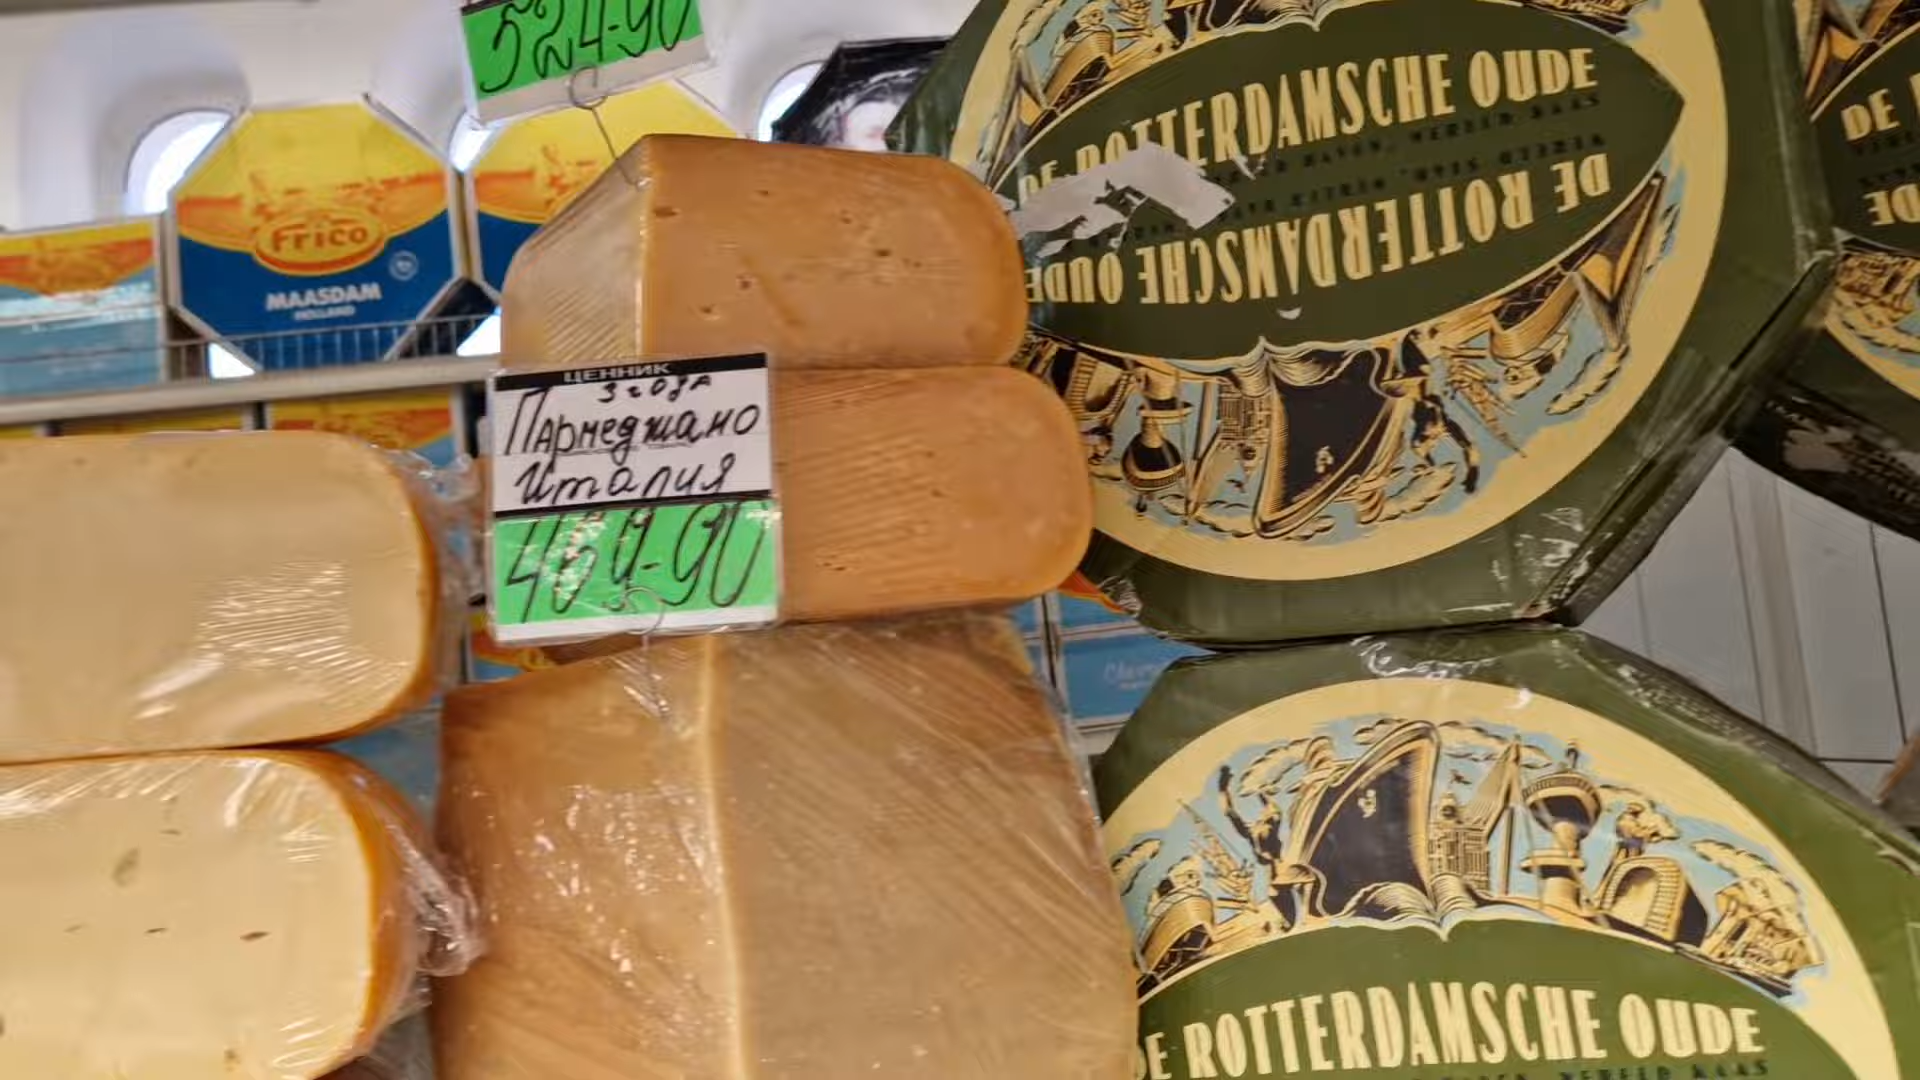 524-90
Frico
MAASDAM
HOLLAND
DE ROTTERDAMSCHE OUDE
DE ROTTERDAMSCHE OUDE
DE
ЦЕННИК
3 года
Пармеджано
Италия
469-90
DE ROTTERDAMSCHE OUDE